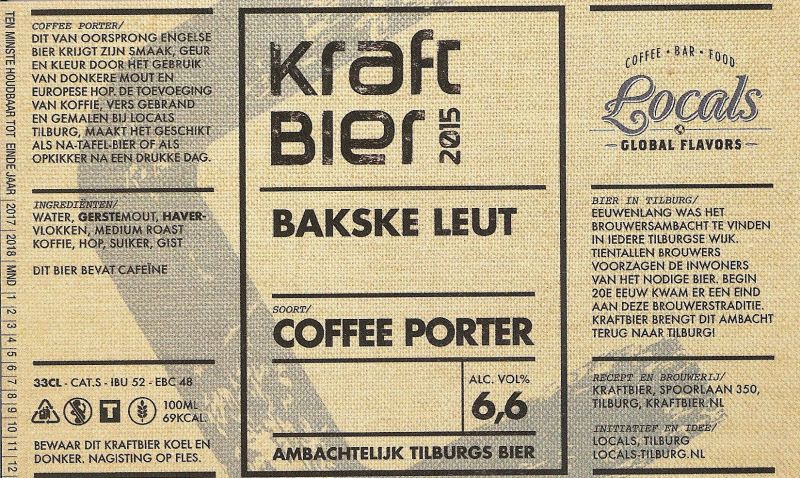 TEN MINSTE HOUDBAAR TOT EINDE JAAR 2017 2018 | MND | 1 | 2 | 3 | 4 | 5 | 6 | 7 | 8 | 9 | 10 | 11 | 12
COFFEE PORTER/
DIT VAN OORSPRONG ENGELSE
BIER KRIJGT ZIJN SMAAK, GEUR
EN KLEUR DOOR HET GEBRUIK
VAN DONKERE MOUT EN
EUROPESE HOP. DE TOEVOEGING
VAN KOFFIE, VERS GEBRAND
EN GEMALEN BIJ LOCALS
TILBURG, MAAKT HET GESCHIKT
ALS NA-TAFEL-BIER OF ALS
OPKIKKER NA EEN DRUKKE DAG.
INGREDIËNTEN/
WATER, GERSTEMOUT, HAVER-
VLOKKEN, MEDIUM ROAST
KOFFIE, HOP, SUIKER, GIST
DIT BIER BEVAT CAFEÏNE
33CL - CAT.S - IBU 52 - EBC 48
T
100ML
69KCAL.
BEWAAR DIT KRAFTBIER KOEL EN
DONKER. NAGISTING OP FLES.
Kraft
BIER 2015
BAKSKE LEUT
SOORT/
COFFEE PORTER
ALC. VOL%
6,6
AMBACHTELIJK TILBURGS BIER
COFFEE • BAR • FOOD
Locals
GLOBAL FLAVORS
BIER IN TILBURG/
EEUWENLANG WAS HET
BROUWERSAMBACHT TE VINDEN
IN IEDERE TILBURGSE WIJK.
TIENTALLEN BROUWERS
VOORZAGEN DE INWONERS
VAN HET NODIGE BIER. BEGIN
20E EEUW KWAM ER EEN EIND
AAN DEZE BROUWERSTRADITIE.
KRAFTBIER BRENGT DIT AMBACHT
TERUG NAAR TILBURG!
RECEPT EN BROUWERIJ/
KRAFTBIER, SPOORLAAN 350,
TILBURG, KRAFTBIER.NL
INITIATIEF EN IDEE/
LOCALS, TILBURG
LOCALS-TILBURG.NL